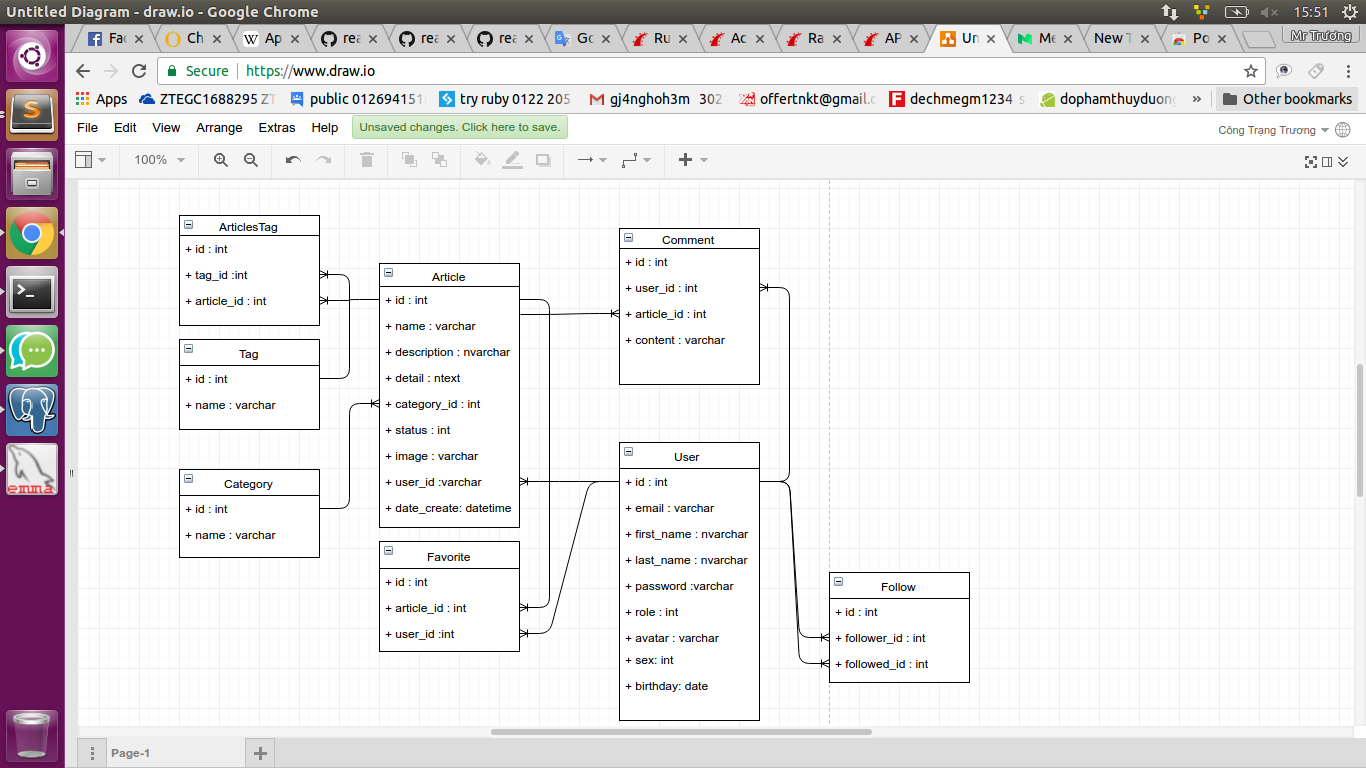 Untitled Diagram - draw.io - Google Chrome
15:51
Fac
Ch
Ap
rea
rea
rea
Go
Ru
Ac
Ra
AP
Un
Me
New T
Po
Mr Trương
Secure
https://www.draw.io
Apps
ZTEGC1688295 ZT
public 012694151
try ruby 0122 205
gj4nghoh3m 302
offertnkt@gmail.c
dechmegm1234 s
dophamthuyduong
»
Other bookmarks
File Edit View Arrange Extras Help
Unsaved changes. Click here to save.
Công Trạng Trương
100%
ArticlesTag
+ id : int
+ tag_id :int
+ article_id : int
Tag
+ id : int
+ name : varchar
Category
+ id : int
+ name : varchar
Article
+ id : int
+ name : varchar
+ description : nvarchar
+ detail : ntext
+ category_id : int
+ status : int
+ image : varchar
+ user_id :varchar
+ date_create: datetime
Favorite
+ id : int
+ article_id : int
+ user_id :int
Comment
+ id : int
+ user_id : int
+ article_id : int
+ content : varchar
User
+ id : int
+ email : varchar
+ first_name : nvarchar
+ last_name : nvarchar
+ password :varchar
+ role : int
+ avatar : varchar
+ sex: int
+ birthday: date
Follow
+ id : int
+ follower_id : int
+ followed_id : int
emma
Page-1